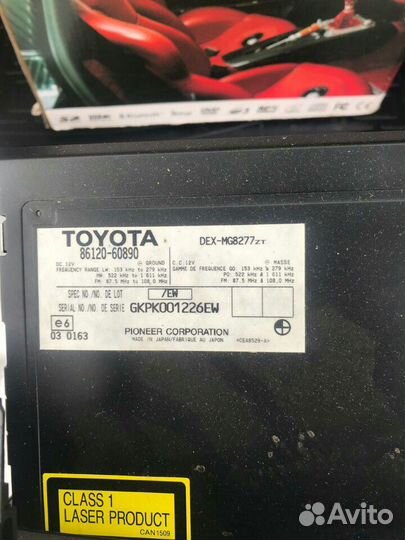 TOYOTA DEX-MG8277ZT
86120-60890
DC 12V ⊖ GROUND C.C. 12V ⊖ MASSE
FREQUENCY RANGE LW: 153 kHz to 279 kHz GAMME DE FREQUENCE GO: 153 kHz à 279 kHz
MW: 522 kHz to 1 611 kHz PO: 522 kHz à 1 611 kHz
FM: 87.5 MHz to 108.0 MHz FM: 87,5 MHz à 108,0 MHz
SPEC NO./NO. DE LOT /EW
SERIAL NO./NO. DE SERIE GKPK001226EW
e6
03 0163
PIONEER CORPORATION
MADE IN JAPAN/FABRIQUE AU JAPON
<CEA8529-A>
CLASS 1
LASER PRODUCT
CAN1509
Avito